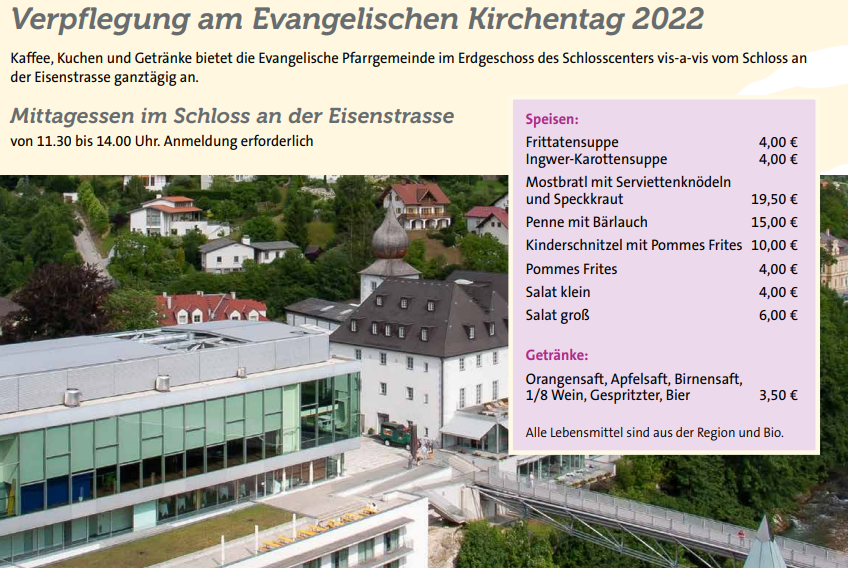 Verpflegung am Evangelischen Kirchentag 2022
Kaffee, Kuchen und Getränke bietet die Evangelische Pfarrgemeinde im Erdgeschoss des Schlosscenters vis-a-vis vom Schloss an
der Eisenstrasse ganztägig an.
Mittagessen im Schloss an der Eisenstrasse
von 11.30 bis 14.00 Uhr. Anmeldung erforderlich
Speisen:
Frittatensuppe 4,00 €
Ingwer-Karottensuppe 4,00 €
Mostbratl mit Serviettenknödeln
und Speckkraut 19,50 €
Penne mit Bärlauch 15,00 €
Kinderschnitzel mit Pommes Frites 10,00 €
Pommes Frites 4,00 €
Salat klein 4,00 €
Salat groß 6,00 €
Getränke:
Orangensaft, Apfelsaft, Birnensaft,
1/8 Wein, Gespritzter, Bier 3,50 €
Alle Lebensmittel sind aus der Region und Bio.